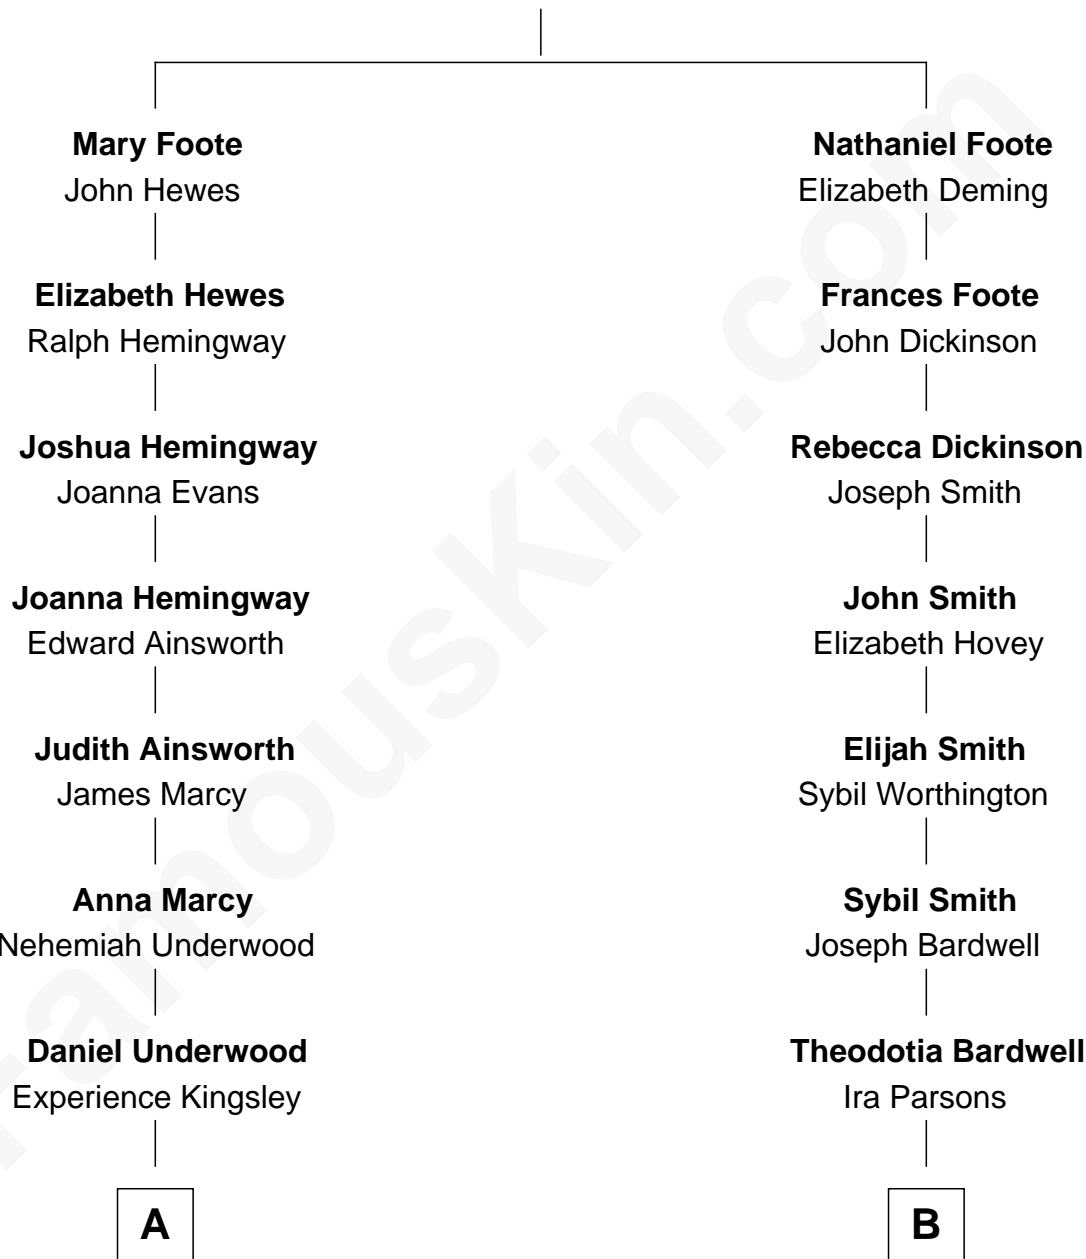 Mary Foote
John Hewes
Nathaniel Foote
Elizabeth Deming
Elizabeth Hewes
Ralph Hemingway
Frances Foote
John Dickinson
Joshua Hemingway
Joanna Evans
Rebecca Dickinson
Joseph Smith
Joanna Hemingway
Edward Ainsworth
John Smith
Elizabeth Hovey
Judith Ainsworth
James Marcy
Elijah Smith
Sybil Worthington
Anna Marcy
Nehemiah Underwood
Sybil Smith
Joseph Bardwell
Daniel Underwood
Experience Kingsley
Theodotia Bardwell
Ira Parsons
A
B
FamousKin.com